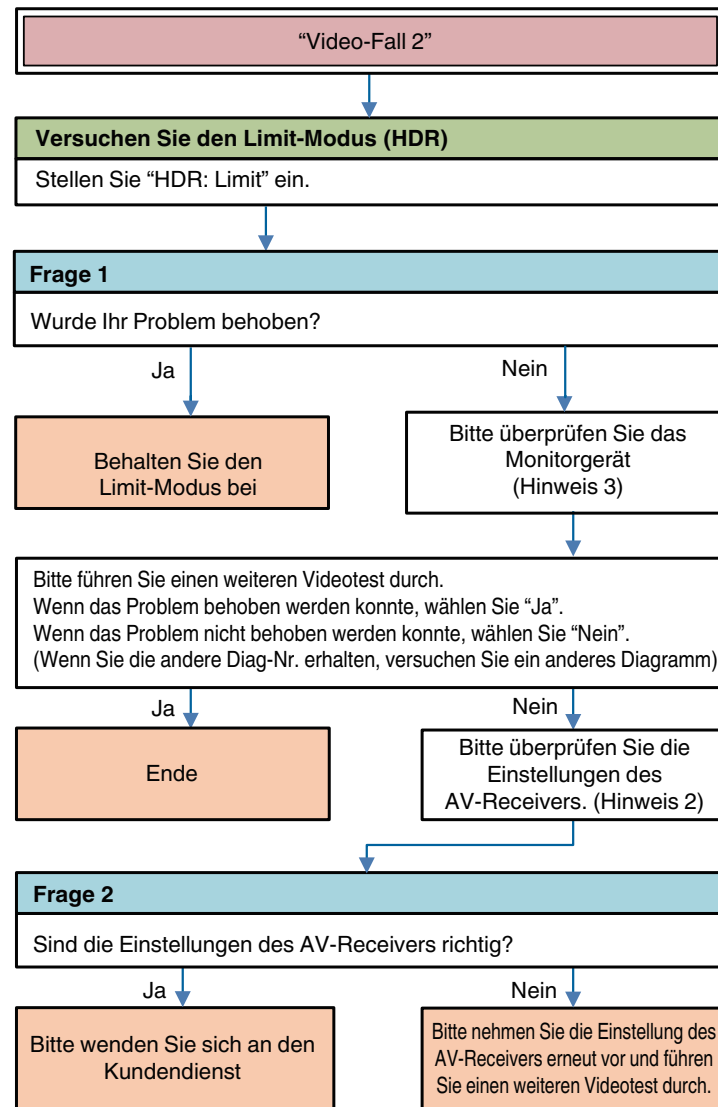 “Video-Fall 2”
Versuchen Sie den Limit-Modus (HDR)
Stellen Sie “HDR: Limit” ein.
Frage 1
Wurde Ihr Problem behoben?
Ja
Nein
Behalten Sie den
Limit-Modus bei
Bitte überprüfen Sie das
Monitorgerät
(Hinweis 3)
Bitte führen Sie einen weiteren Videotest durch.
Wenn das Problem behoben werden konnte, wählen Sie “Ja”.
Wenn das Problem nicht behoben werden konnte, wählen Sie “Nein”.
(Wenn Sie die andere Diag-Nr. erhalten, versuchen Sie ein anderes Diagramm)
Ja
Nein
Ende
Bitte überprüfen Sie die
Einstellungen des
AV-Receivers. (Hinweis 2)
Frage 2
Sind die Einstellungen des AV-Receivers richtig?
Ja
Nein
Bitte wenden Sie sich an den
Kundendienst
Bitte nehmen Sie die Einstellung des
AV-Receivers erneut vor und führen
Sie einen weiteren Videotest durch.